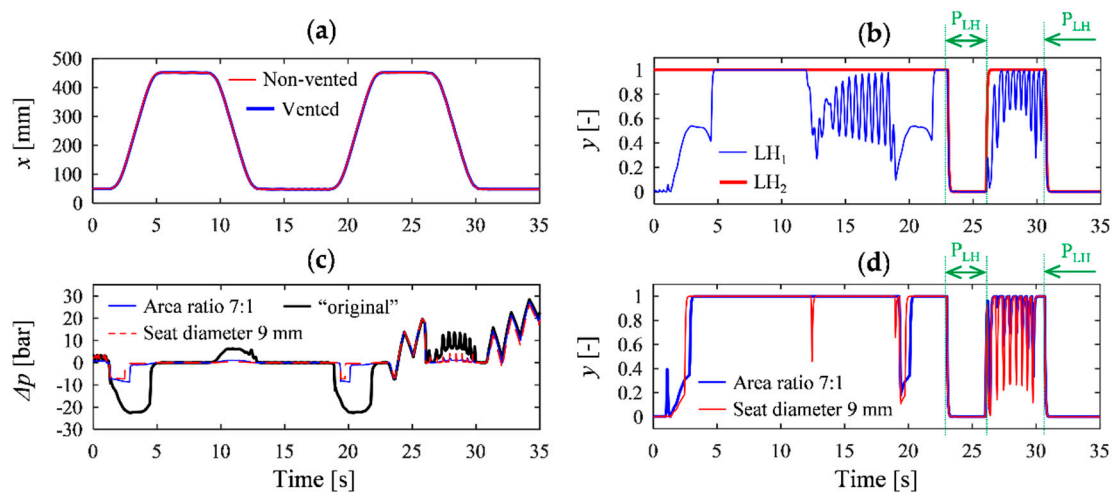 (a)
500
400
300
200
100
0
x [mm]
Non-vented
Vented
0 5 10 15 20 25 30 35
(b)
P_LH
P_LH
1
0.8
0.6
0.4
0.2
0
y [-]
LH₁
LH₂
0 5 10 15 20 25 30 35
(c)
30
20
10
0
-10
-20
-30
Δp [bar]
Area ratio 7:1
"original"
Seat diameter 9 mm
0 5 10 15 20 25 30 35
Time [s]
(d)
P_LH
P_LH
1
0.8
0.6
0.4
0.2
0
y [-]
Area ratio 7:1
Seat diameter 9 mm
0 5 10 15 20 25 30 35
Time [s]